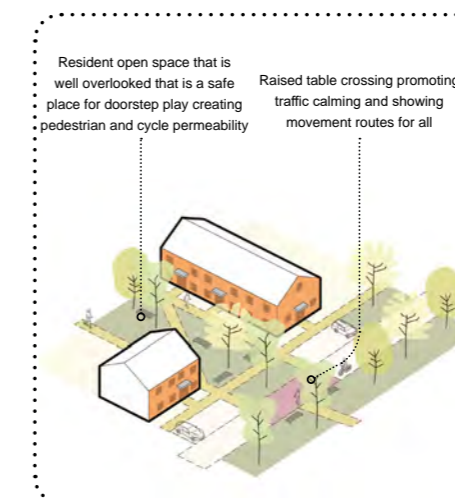 Resident open space that is
well overlooked that is a safe
place for doorstep play creating
pedestrian and cycle permeability
Raised table crossing promoting
traffic calming and showing
movement routes for all